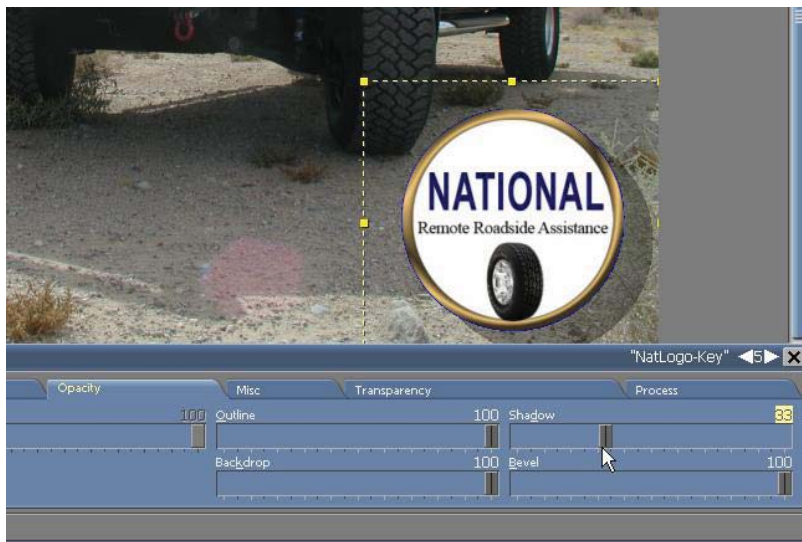 NATIONAL
Remote Roadside Assistance
"NatLogo-Key" 5
Opacity Misc Transparency Process
100 Outline 100 Shadow 33
Backdrop 100 Bevel 100